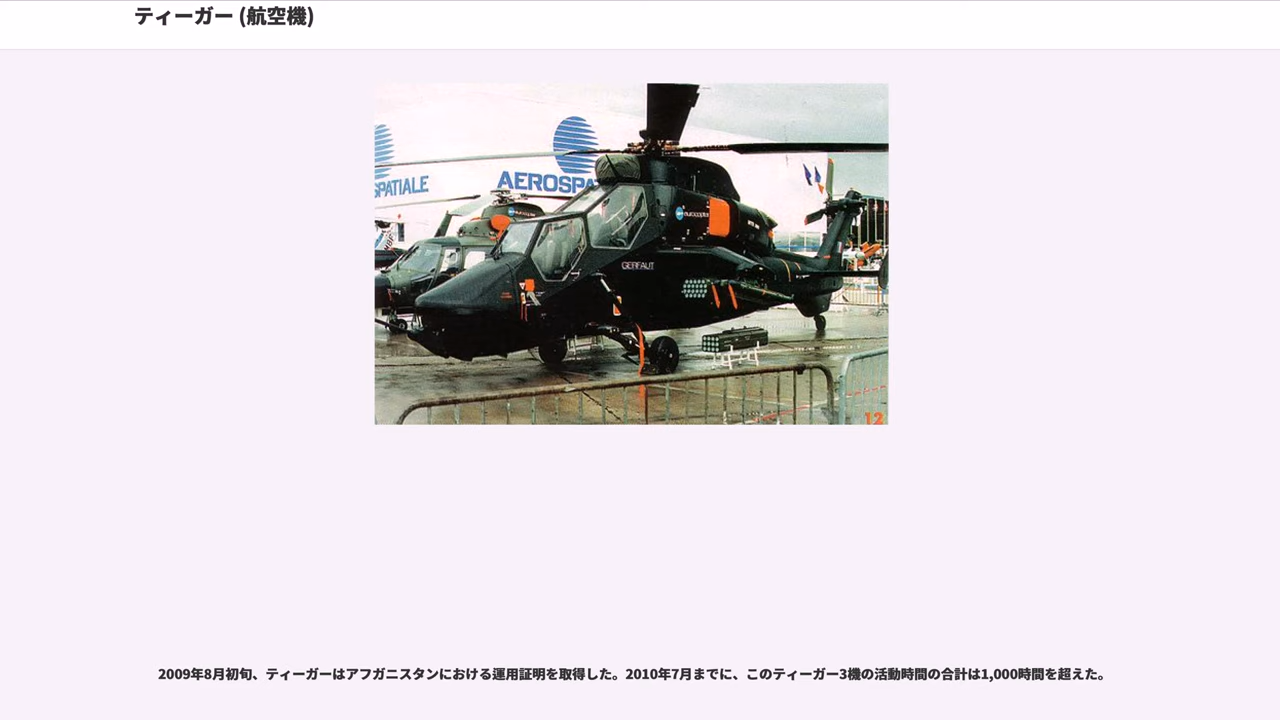 ティーガー (航空機)
SPATIALE
AEROSPA
eurocopter
GERFAUT
12
2009年8月初旬、ティーガーはアフガニスタンにおける運用証明を取得した。2010年7月までに、このティーガー3機の活動時間の合計は1,000時間を超えた。